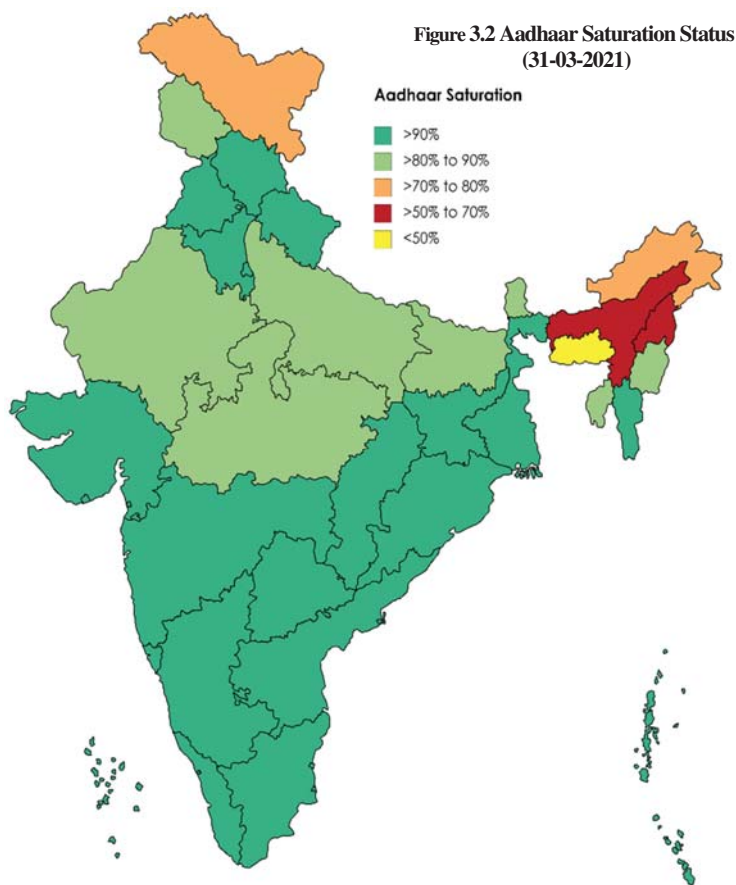 Figure 3.2 Aadhaar Saturation Status
(31-03-2021)
Aadhaar Saturation
>90%
>80% to 90%
>70% to 80%
>50% to 70%
<50%